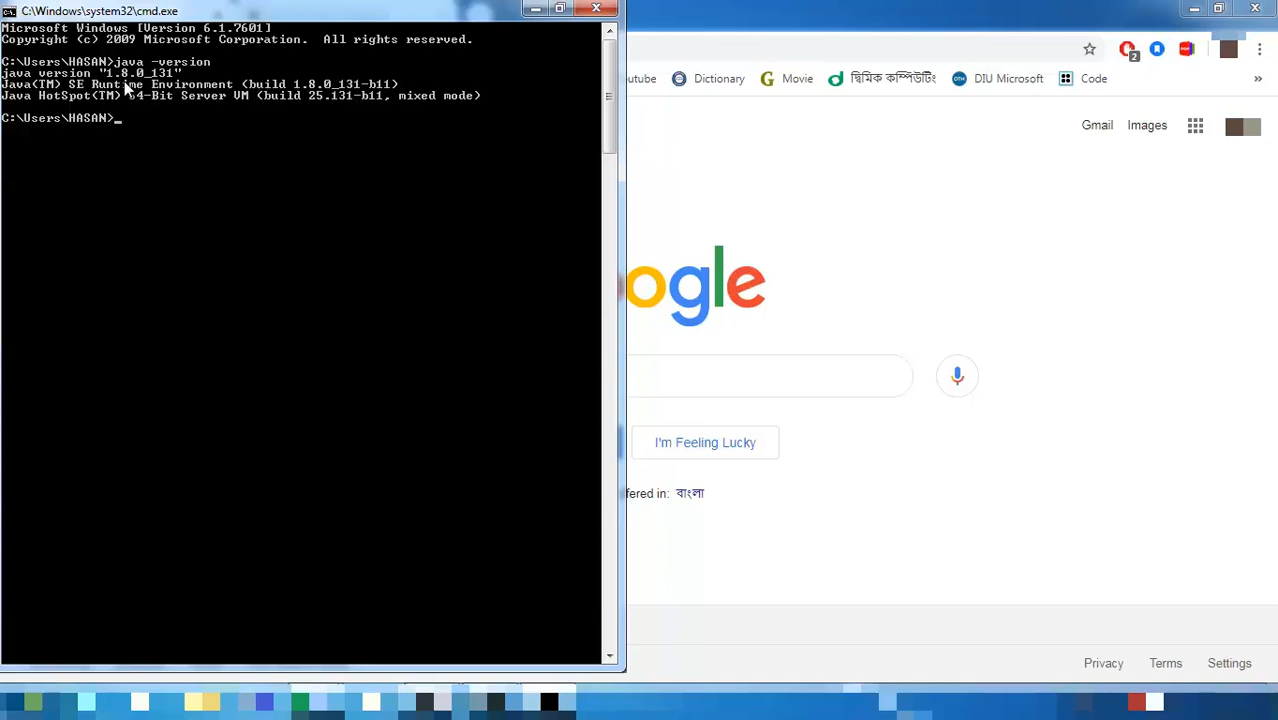 C:\Windows\system32\cmd.exe
Microsoft Windows [Version 6.1.7601]
Copyright (c) 2009 Microsoft Corporation.  All rights reserved.
C:\Users\HASAN>java -version
java version "1.8.0_131"
Java(TM) SE Runtime Environment (build 1.8.0_131-b11)
Java HotSpot(TM) 64-Bit Server VM (build 25.131-b11, mixed mode)
C:\Users\HASAN>_
2
PDF
Dictionary
G Movie
d দ্বিমিক কম্পিউটিং
DIU Microsoft
Code
»
Gmail
Images
ogle
I'm Feeling Lucky
ffered in: বাংলা
Privacy
Terms
Settings